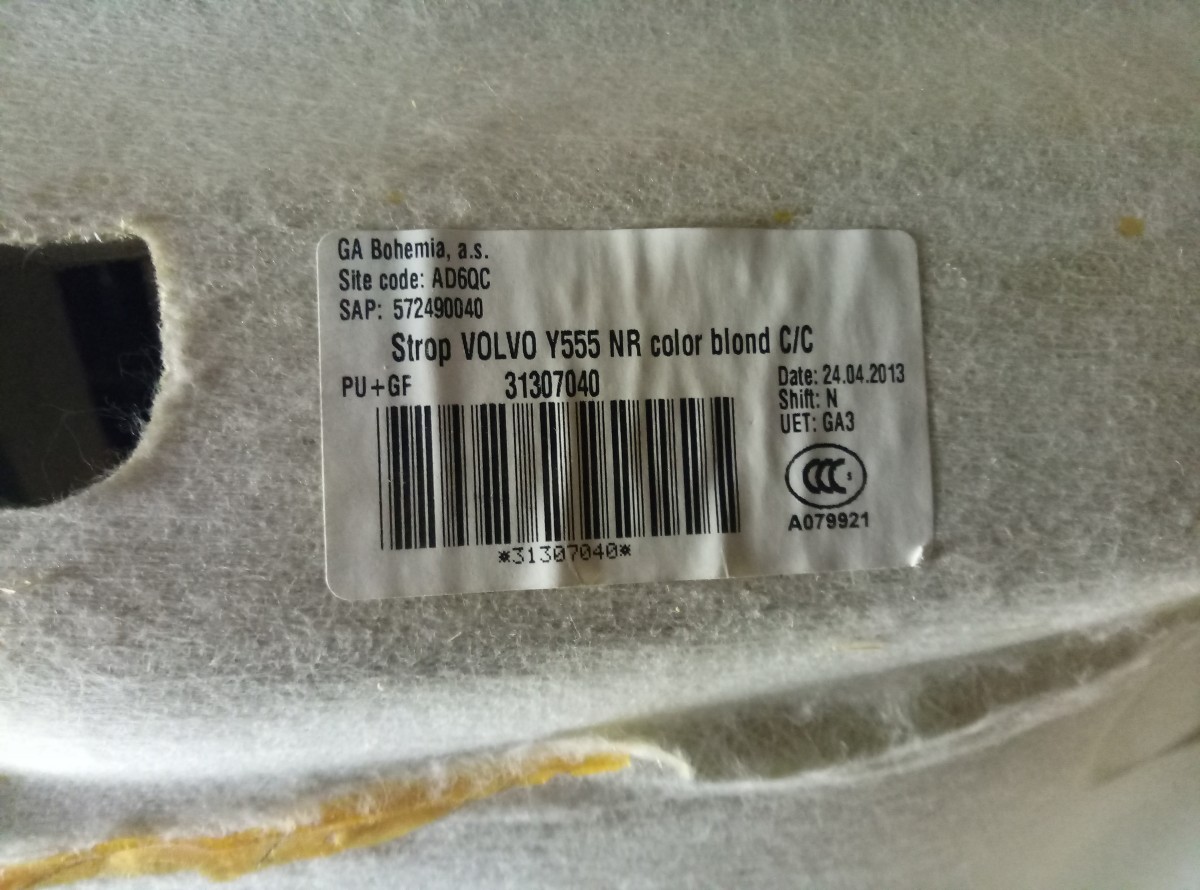 GA Bohemia, a.s.
Site code: AD6QC
SAP: 572490040
Strop VOLVO Y555 NR color blond C/C
PU+GF 31307040
Date: 24.04.2013
Shift: N
UET: GA3
CCC S
A079921
*31307040*